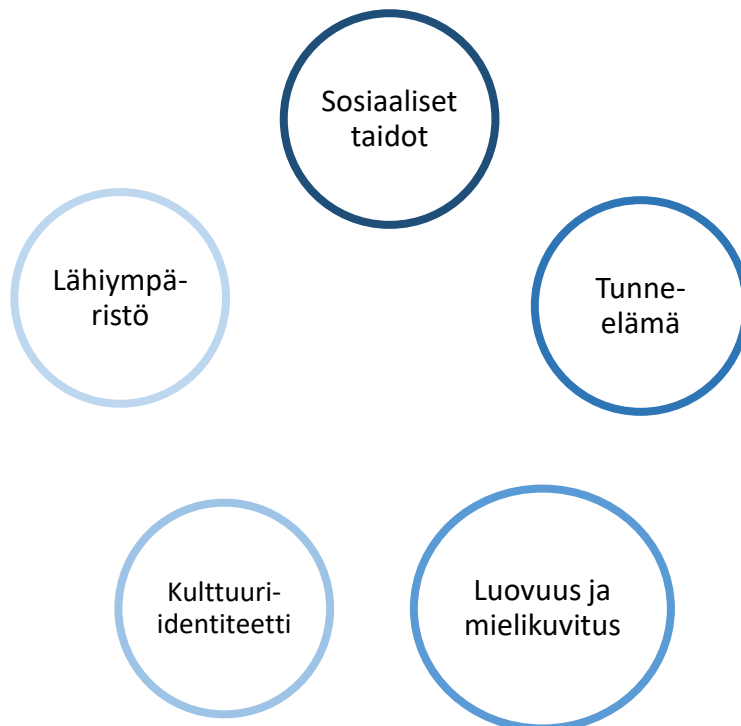 Sosiaaliset
taidot
Lähiympä-
ristö
Tunne-
elämä
Kulttuuri-
identiteetti
Luovuus ja
mielikuvitus